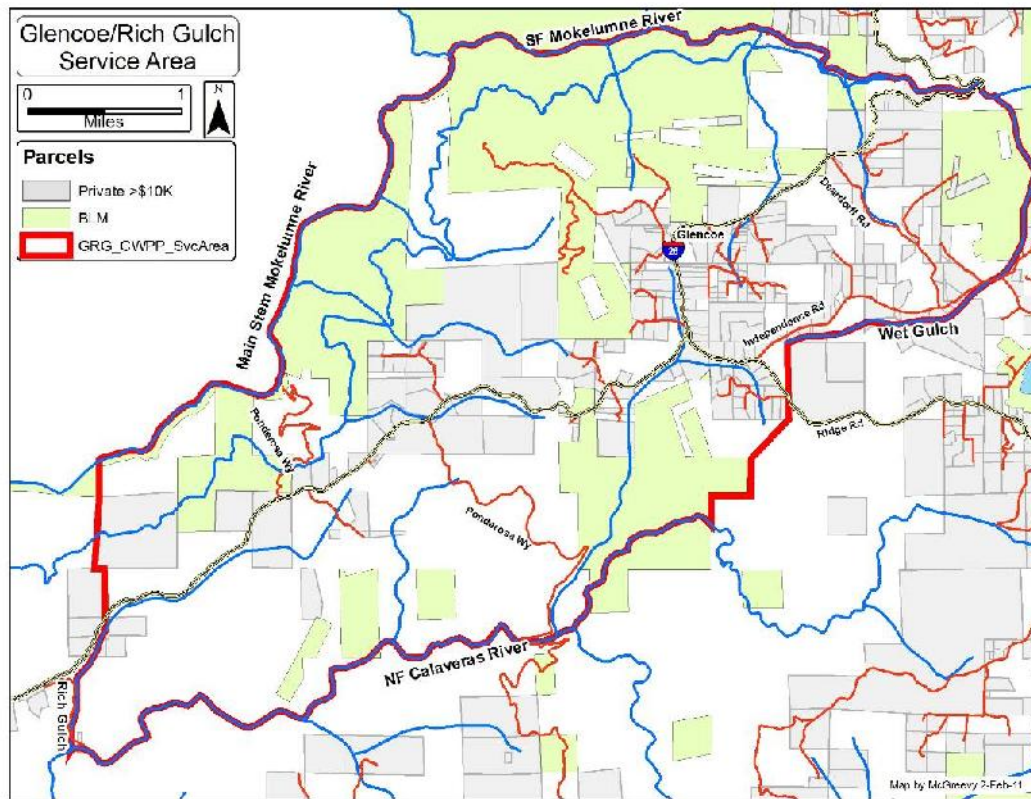 Glencoe/Rich Gulch
Service Area
0 1
Miles
N
Parcels
Private >$10K
BLM
GRG_CWPP_SvcArea
SF Mokelumne River
Main Stem Mokelumne River
Deardorff Rd
Glencoe
26
Independence Rd
Wet Gulch
Ridge Rd
Ponderosa Wy
Ponderosa Wy
NF Calaveras River
Rich Gulch
Map by McGreevy 2-Feb-11